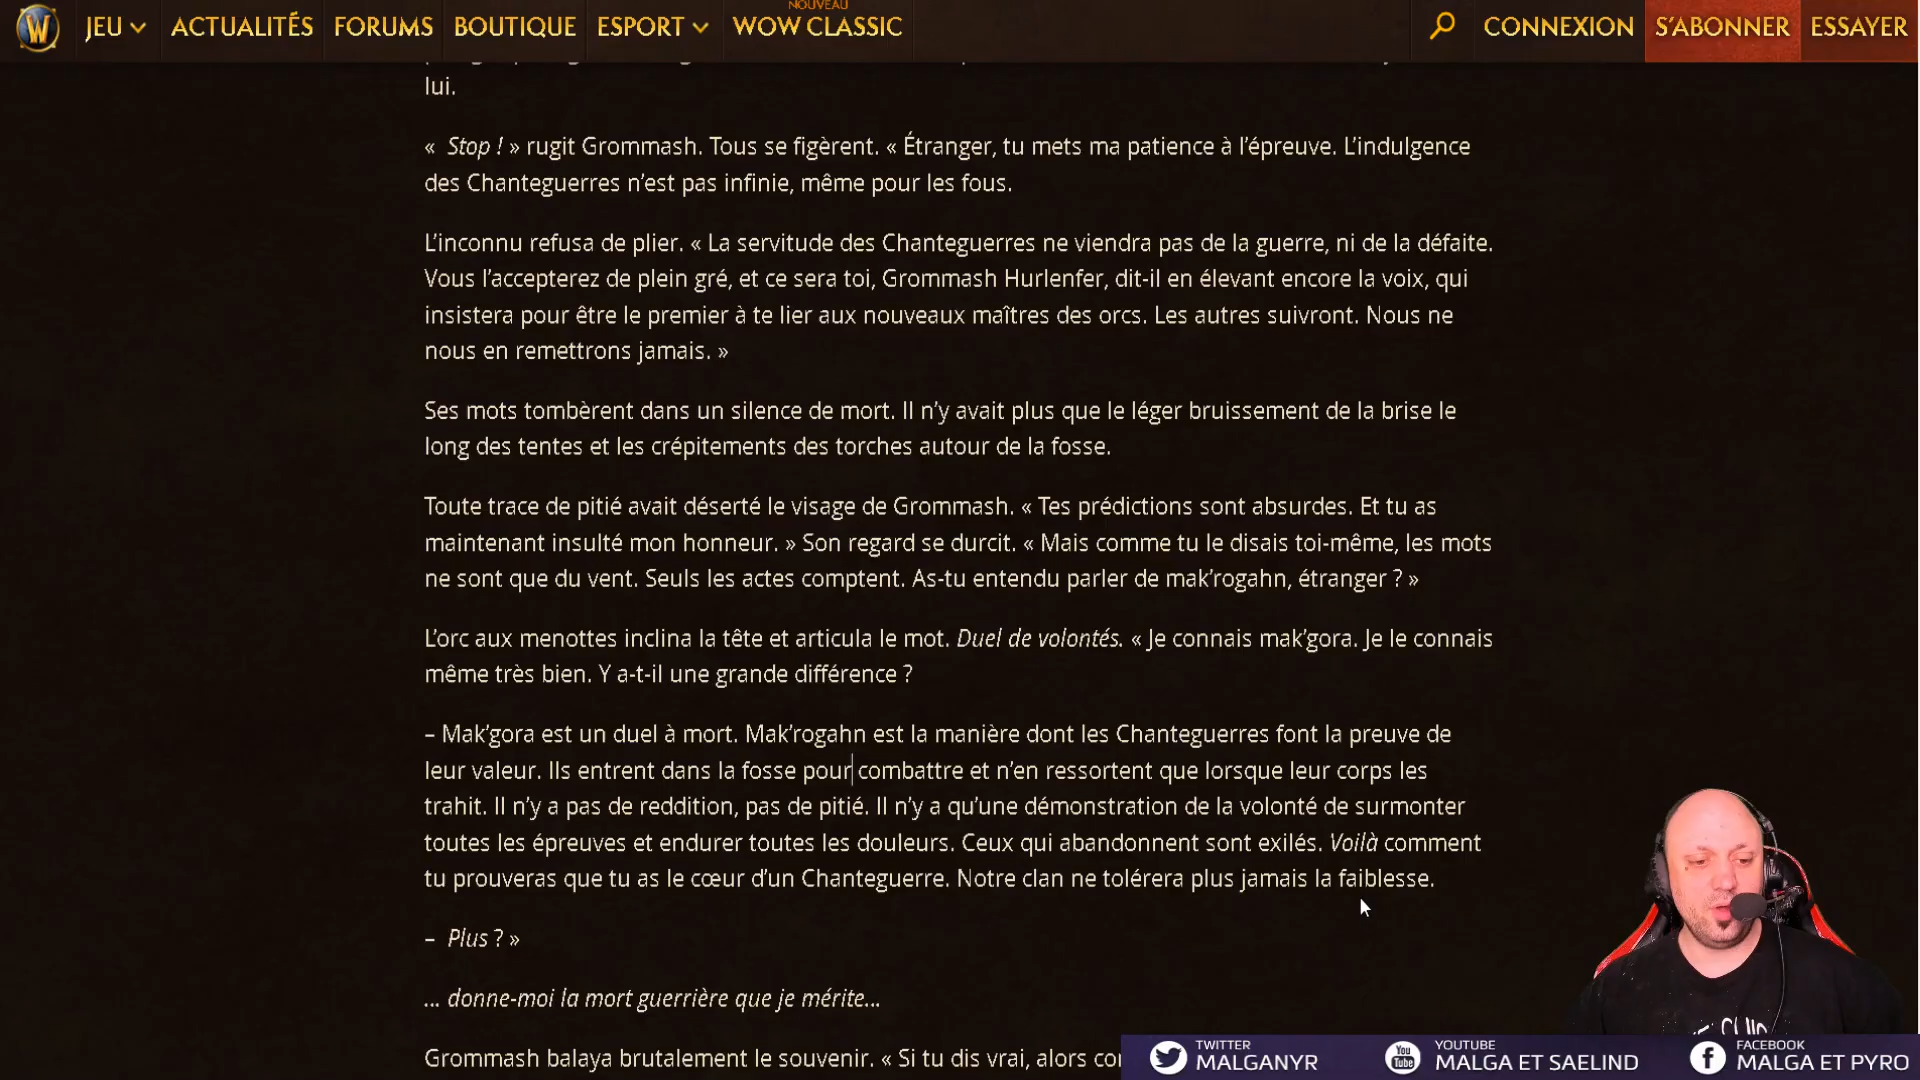 NOUVEAU
JEU ACTUALITÉS FORUMS BOUTIQUE ESPORT WOW CLASSIC CONNEXION S'ABONNER ESSAYER
lui.
« Stop ! » rugit Grommash. Tous se figèrent. « Étranger, tu mets ma patience à l’épreuve. L’indulgence
des Chanteguerres n’est pas infinie, même pour les fous.
L’inconnu refusa de plier. « La servitude des Chanteguerres ne viendra pas de la guerre, ni de la défaite.
Vous l’accepterez de plein gré, et ce sera toi, Grommash Hurlenfer, dit-il en élevant encore la voix, qui
insistera pour être le premier à te lier aux nouveaux maîtres des orcs. Les autres suivront. Nous ne
nous en remettrons jamais. »
Ses mots tombèrent dans un silence de mort. Il n’y avait plus que le léger bruissement de la brise le
long des tentes et les crépitements des torches autour de la fosse.
Toute trace de pitié avait déserté le visage de Grommash. « Tes prédictions sont absurdes. Et tu as
maintenant insulté mon honneur. » Son regard se durcit. « Mais comme tu le disais toi-même, les mots
ne sont que du vent. Seuls les actes comptent. As-tu entendu parler de mak’rogahn, étranger ? »
L’orc aux menottes inclina la tête et articula le mot. Duel de volontés. « Je connais mak’gora. Je le connais
même très bien. Y a-t-il une grande différence ?
– Mak’gora est un duel à mort. Mak’rogahn est la manière dont les Chanteguerres font la preuve de
leur valeur. Ils entrent dans la fosse pour combattre et n’en ressortent que lorsque leur corps les
trahit. Il n’y a pas de reddition, pas de pitié. Il n’y a qu’une démonstration de la volonté de surmonter
toutes les épreuves et endurer toutes les douleurs. Ceux qui abandonnent sont exilés. Voilà comment
tu prouveras que tu as le cœur d’un Chanteguerre. Notre clan ne tolérera plus jamais la faiblesse.
– Plus ? »
... donne-moi la mort guerrière que je mérite...
Grommash balaya brutalement le souvenir. « Si tu dis vrai, alors
TWITTER
MALGANYR
You Tube
YOUTUBE
MALGA ET SAELIND
FACEBOOK
MALGA ET PYRO